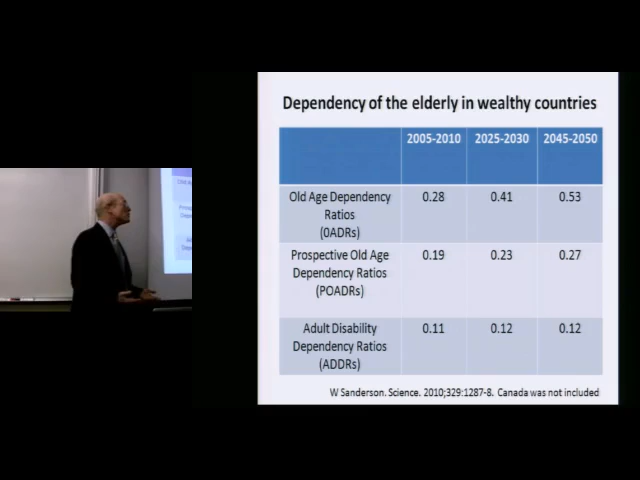 Dependency of the elderly in wealthy countries
2005-2010 2025-2030 2045-2050
Old Age Dependency Ratios (0ADRs) 0.28 0.41 0.53
Prospective Old Age Dependency Ratios (POADRs) 0.19 0.23 0.27
Adult Disability Dependency Ratios (ADDRs) 0.11 0.12 0.12
W Sanderson. Science. 2010;329:1287-8. Canada was not included